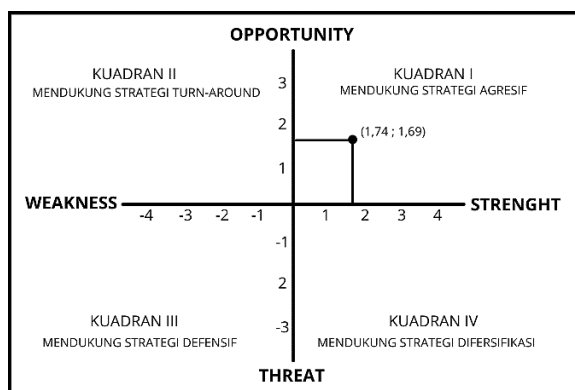 OPPORTUNITY
KUADRAN II
MENDUKUNG STRATEGI TURN-AROUND
KUADRAN I
MENDUKUNG STRATEGI AGRESIF
3
2
(1,74 ; 1,69)
1
WEAKNESS
STRENGHT
-4 -3 -2 -1 1 2 3 4
-1
2
KUADRAN III
MENDUKUNG STRATEGI DEFENSIF
-3
KUADRAN IV
MENDUKUNG STRATEGI DIFERSIFIKASI
THREAT